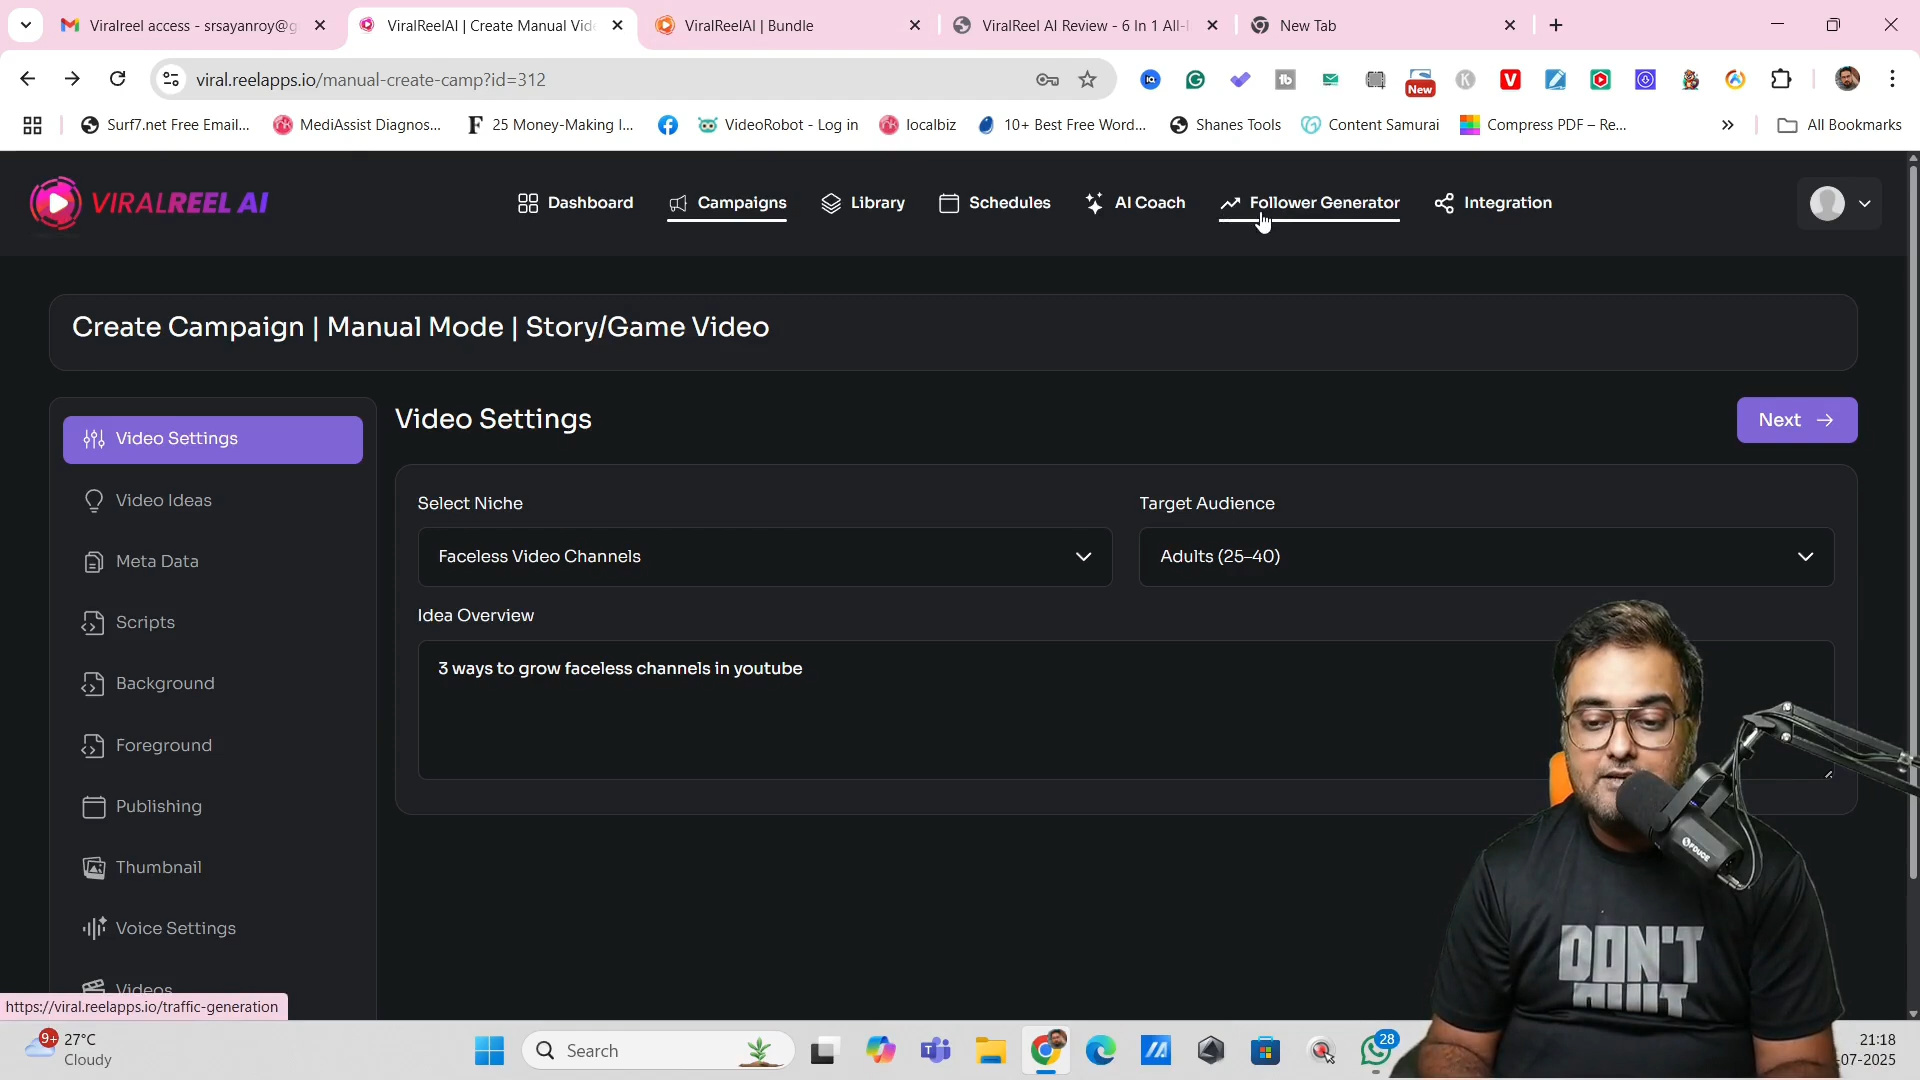 Viralreel access - srsayanroy@g
ViralReelAI | Create Manual Vide
ViralReelAI | Bundle
ViralReel AI Review - 6 In 1 All-
New Tab
viral.reelapps.io/manual-create-camp?id=312
New
Surf7.net Free Email...
MediAssist Diagnos...
25 Money-Making I...
VideoRobot - Log in
localbiz
10+ Best Free Word...
Shanes Tools
Content Samurai
Compress PDF – Re...
All Bookmarks
VIRALREEL AI
Dashboard
Campaigns
Library
Schedules
AI Coach
Follower Generator
Integration
Create Campaign | Manual Mode | Story/Game Video
Video Settings
Video Ideas
Meta Data
Scripts
Background
Foreground
Publishing
Thumbnail
Voice Settings
Videos
Video Settings
Next
Select Niche
Target Audience
Faceless Video Channels
Adults (25–40)
Idea Overview
3 ways to grow faceless channels in youtube
FDUCE
DON'T
QUIT
https://viral.reelapps.io/traffic-generation
9+
27°C
Cloudy
Search
28
21:18
-07-2025